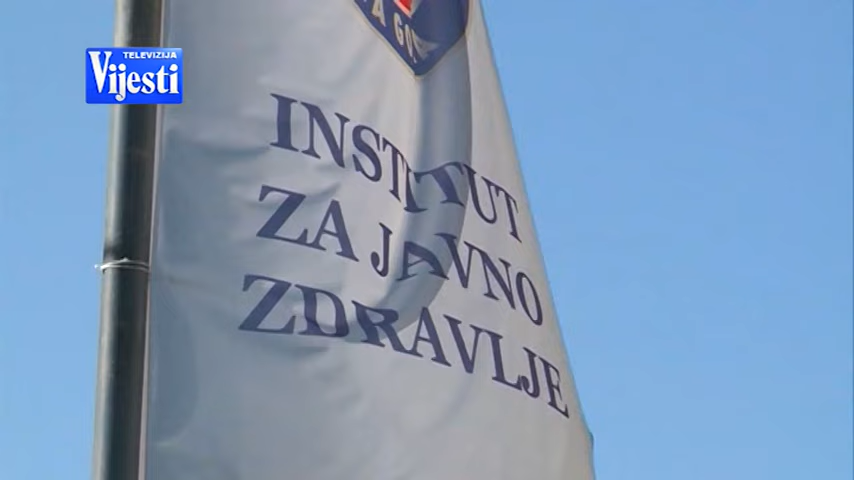 TELEVIZIJA
Vijesti
INSTITUT
ZA JAVNO
ZDRAVLJE